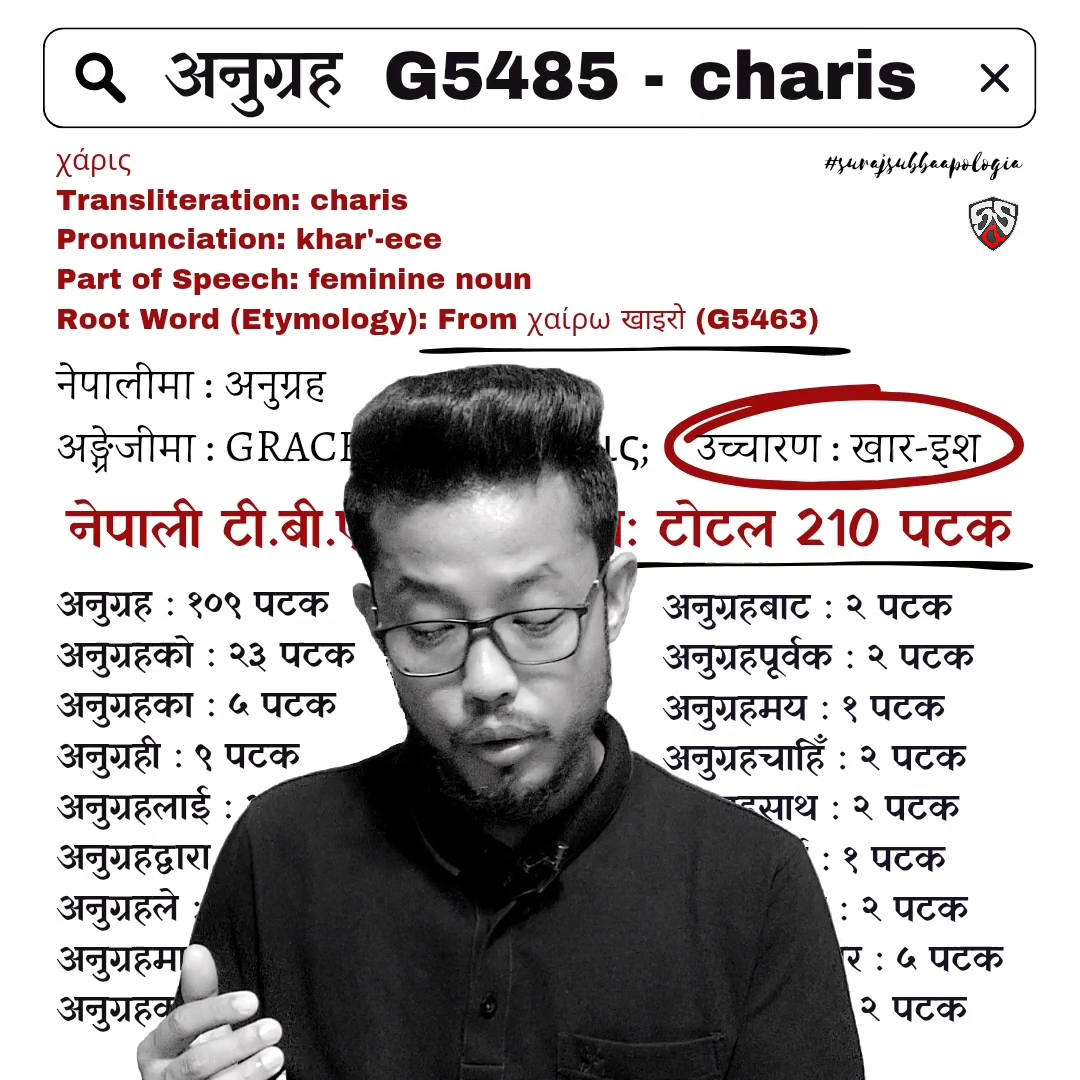 अनुग्रह G5485 - charis
χάρις
#surajsubbaapologia
Transliteration: charis
Pronunciation: khar'-ece
Part of Speech: feminine noun
Root Word (Etymology): From χαίρω खाइरो (G5463)
नेपालीमा : अनुग्रह
अङ्ग्रेजीमा : GRACE ις; उच्चारण : खार-इश
नेपाली टी.बी. टोटल 210 पटक
अनुग्रह : १०९ पटक
अनुग्रहको : २३ पटक
अनुग्रहका : ५ पटक
अनुग्रही : ९ पटक
अनुग्रहलाई :
अनुग्रहद्वारा
अनुग्रहले :
अनुग्रहमा
अनुग्रहबाट : २ पटक
अनुग्रहपूर्वक : २ पटक
अनुग्रहमय : १ पटक
अनुग्रहचाहिँ : २ पटक
साथ : २ पटक
: १ पटक
: २ पटक
र : ५ पटक
२ पटक